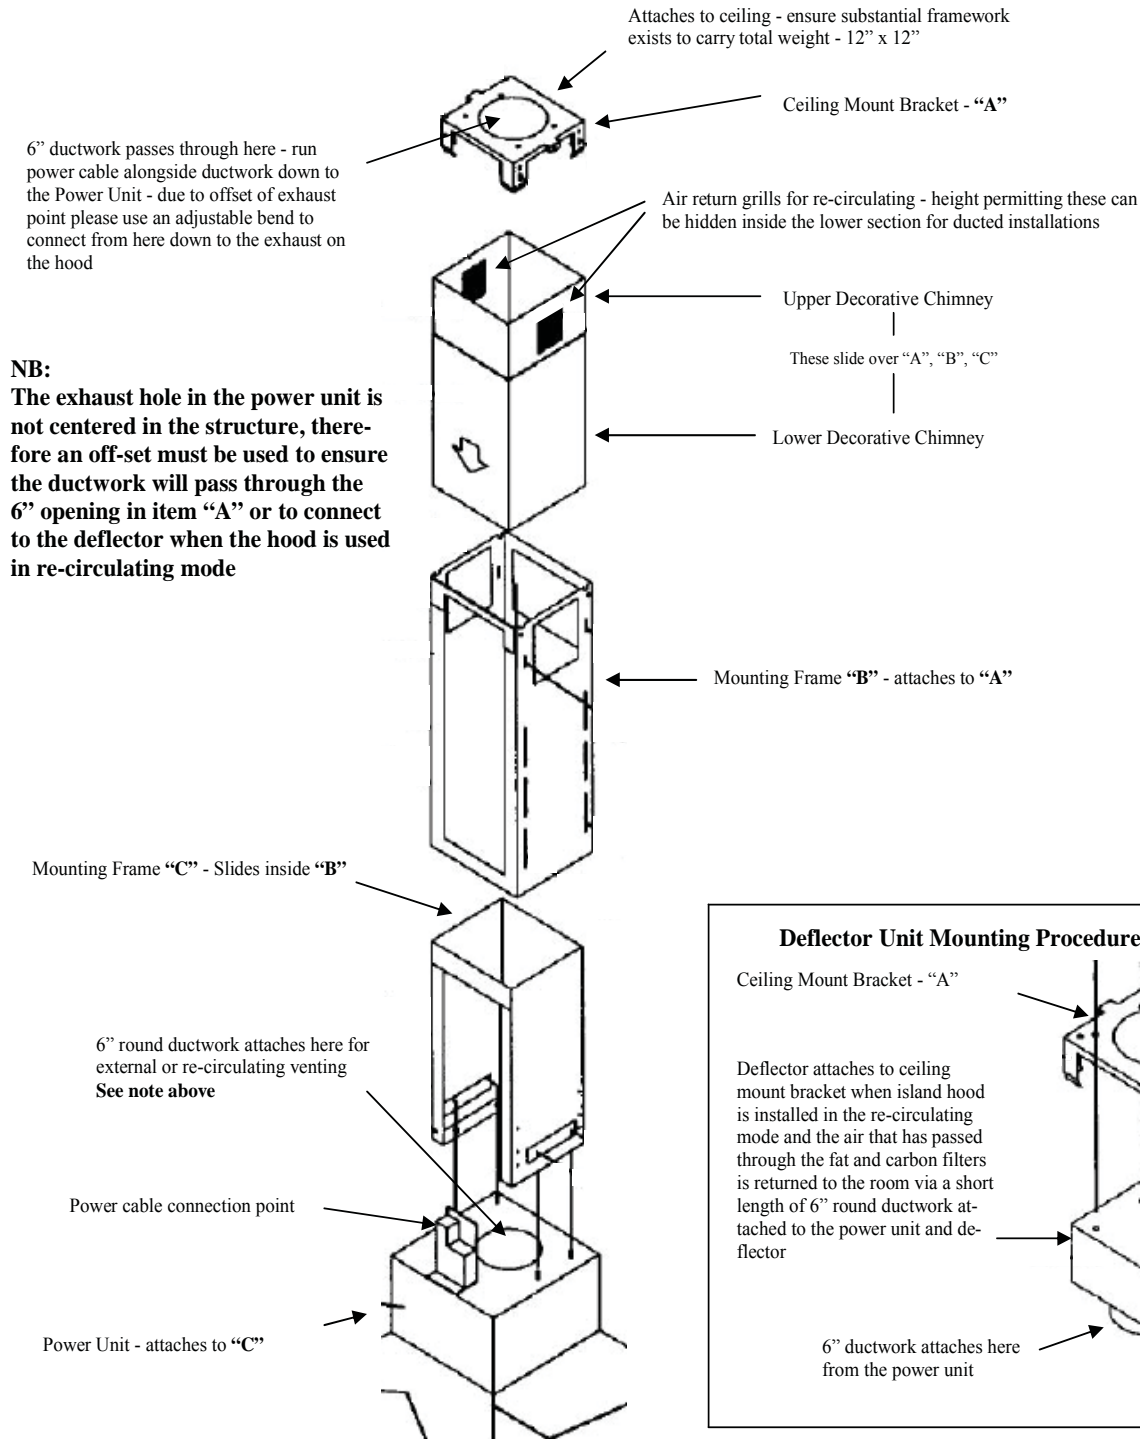 Attaches to ceiling - ensure substantial framework
exists to carry total weight - 12” x 12”
Ceiling Mount Bracket - “A”
6” ductwork passes through here - run
power cable alongside ductwork down to
the Power Unit - due to offset of exhaust
point please use an adjustable bend to
connect from here down to the exhaust on
the hood
Air return grills for re-circulating - height permitting these can
be hidden inside the lower section for ducted installations
Upper Decorative Chimney
These slide over “A”, “B”, “C”
Lower Decorative Chimney
NB:
The exhaust hole in the power unit is
not centered in the structure, there-
fore an off-set must be used to ensure
the ductwork will pass through the
6” opening in item “A” or to connect
to the deflector when the hood is used
in re-circulating mode
Mounting Frame “B” - attaches to “A”
Mounting Frame “C” - Slides inside “B”
6” round ductwork attaches here for
external or re-circulating venting
See note above
Power cable connection point
Power Unit - attaches to “C”
Deflector Unit Mounting Procedure
Ceiling Mount Bracket - “A”
Deflector attaches to ceiling
mount bracket when island hood
is installed in the re-circulating
mode and the air that has passed
through the fat and carbon filters
is returned to the room via a short
length of 6” round ductwork at-
tached to the power unit and de-
flector
6” ductwork attaches here
from the power unit